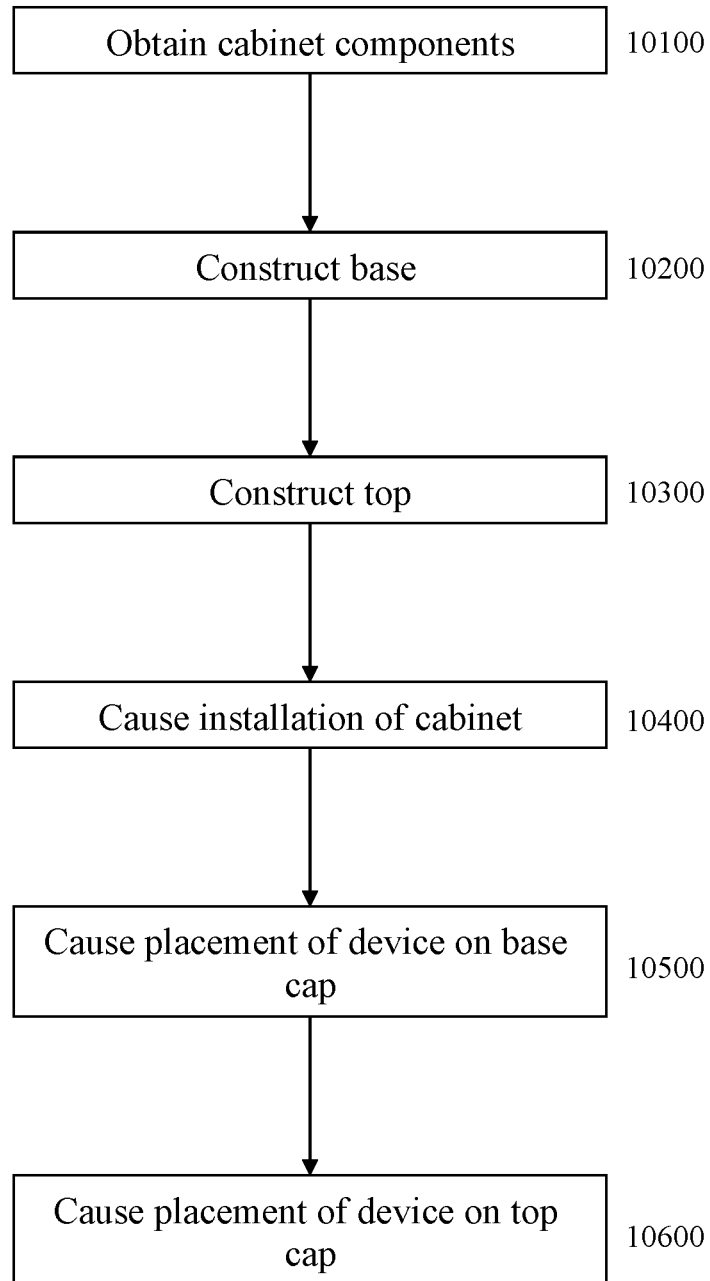 Obtain cabinet components 10100
Construct base 10200
Construct top 10300
Cause installation of cabinet 10400
Cause placement of device on base
cap
10500
Cause placement of device on top
cap
10600